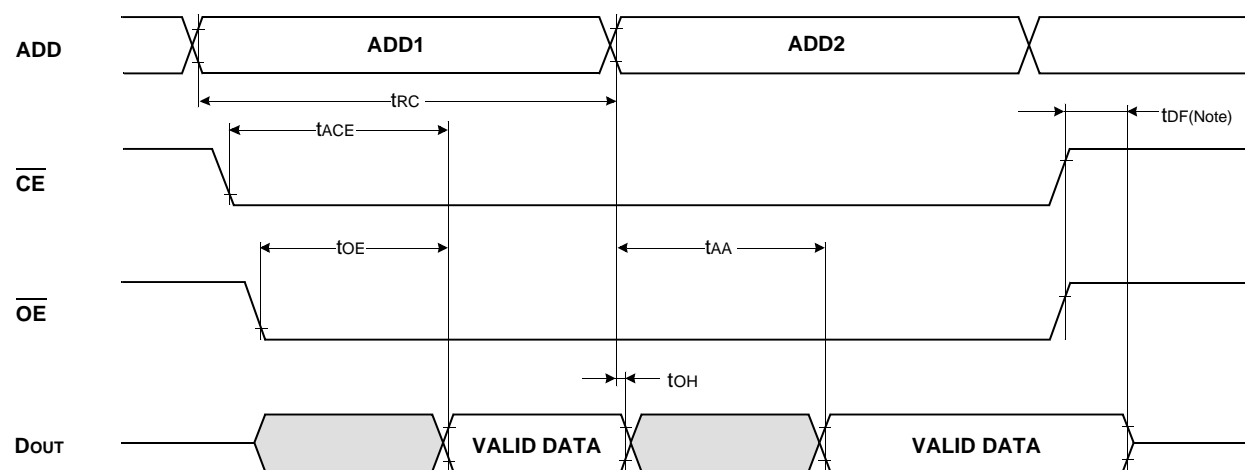 ADD
ADD1
ADD2
tRC
tACE
tDF(Note)
CE
tOE
tAA
OE
tOH
DOUT
VALID DATA
VALID DATA